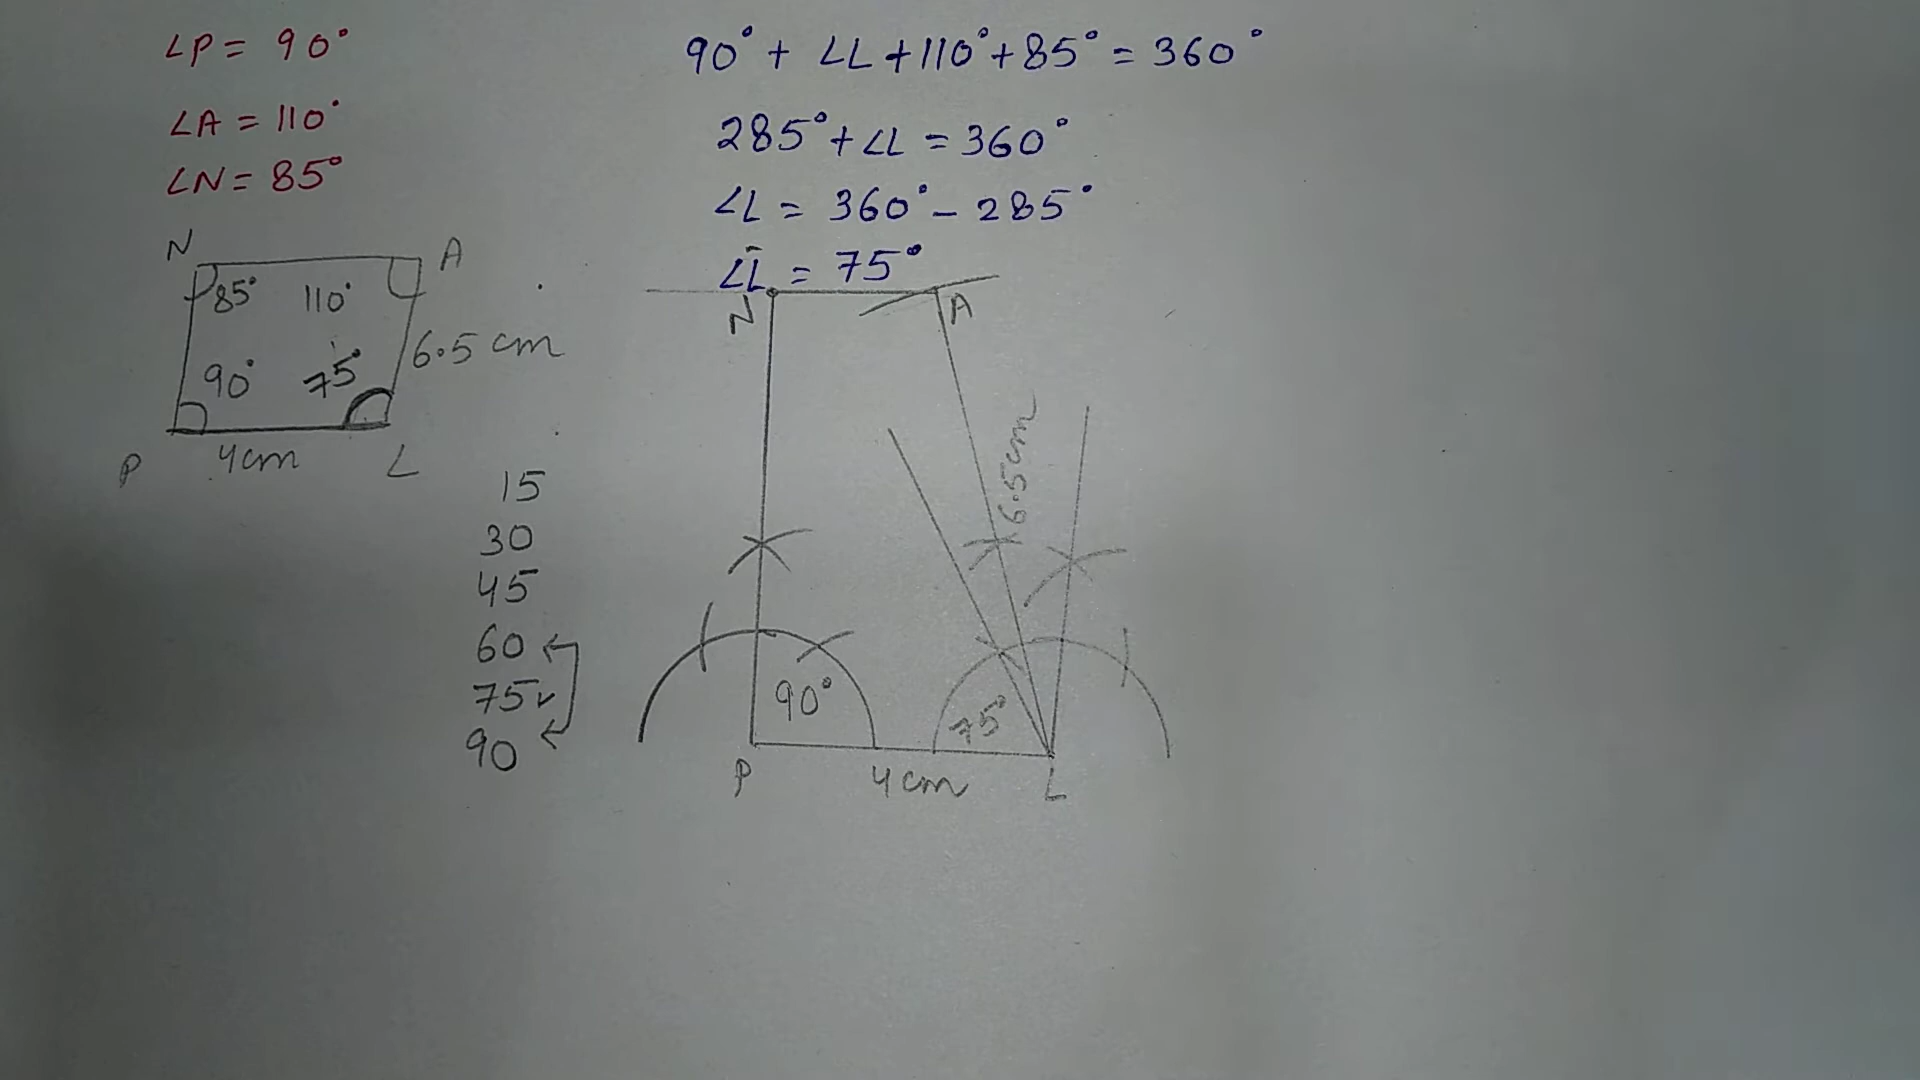 ∠P = 90°
∠A = 110°
∠N = 85°
90° + ∠L + 110° + 85° = 360°
285° + ∠L = 360°
∠L = 360° - 285°
∠L = 75°
N
A
85°
110°
90°
75°
6.5 cm
P
4cm
L
15
30
45
60
75✓
90
N
A
6.5cm
90°
75°
P
4cm
L